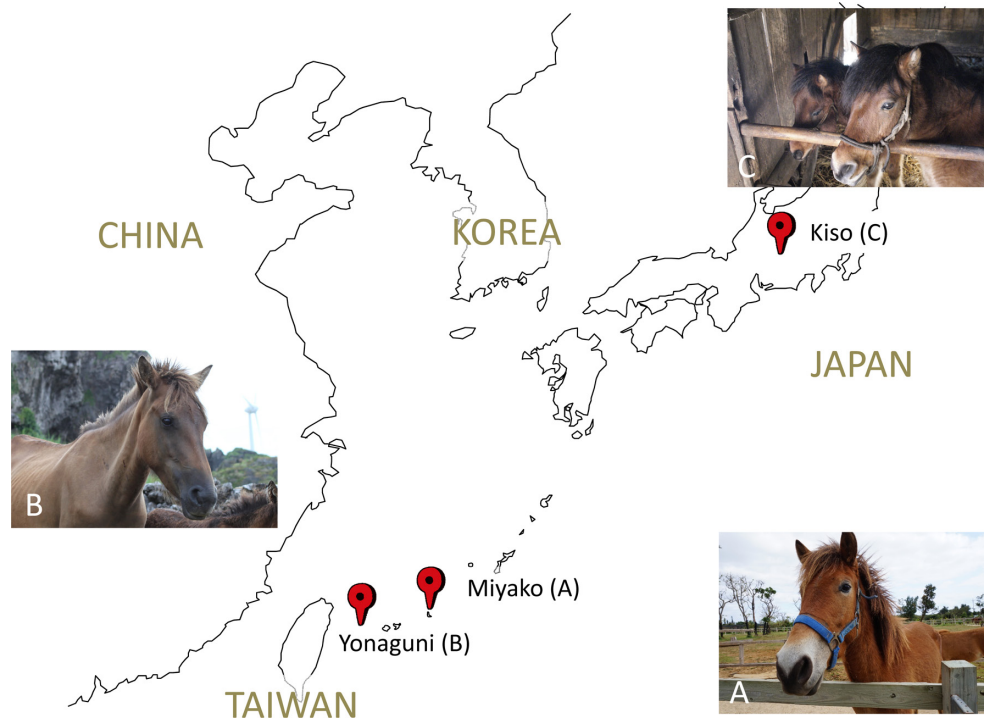 C
CHINA
KOREA
Kiso (C)
JAPAN
B
Miyako (A)
Yonaguni (B)
TAIWAN
A